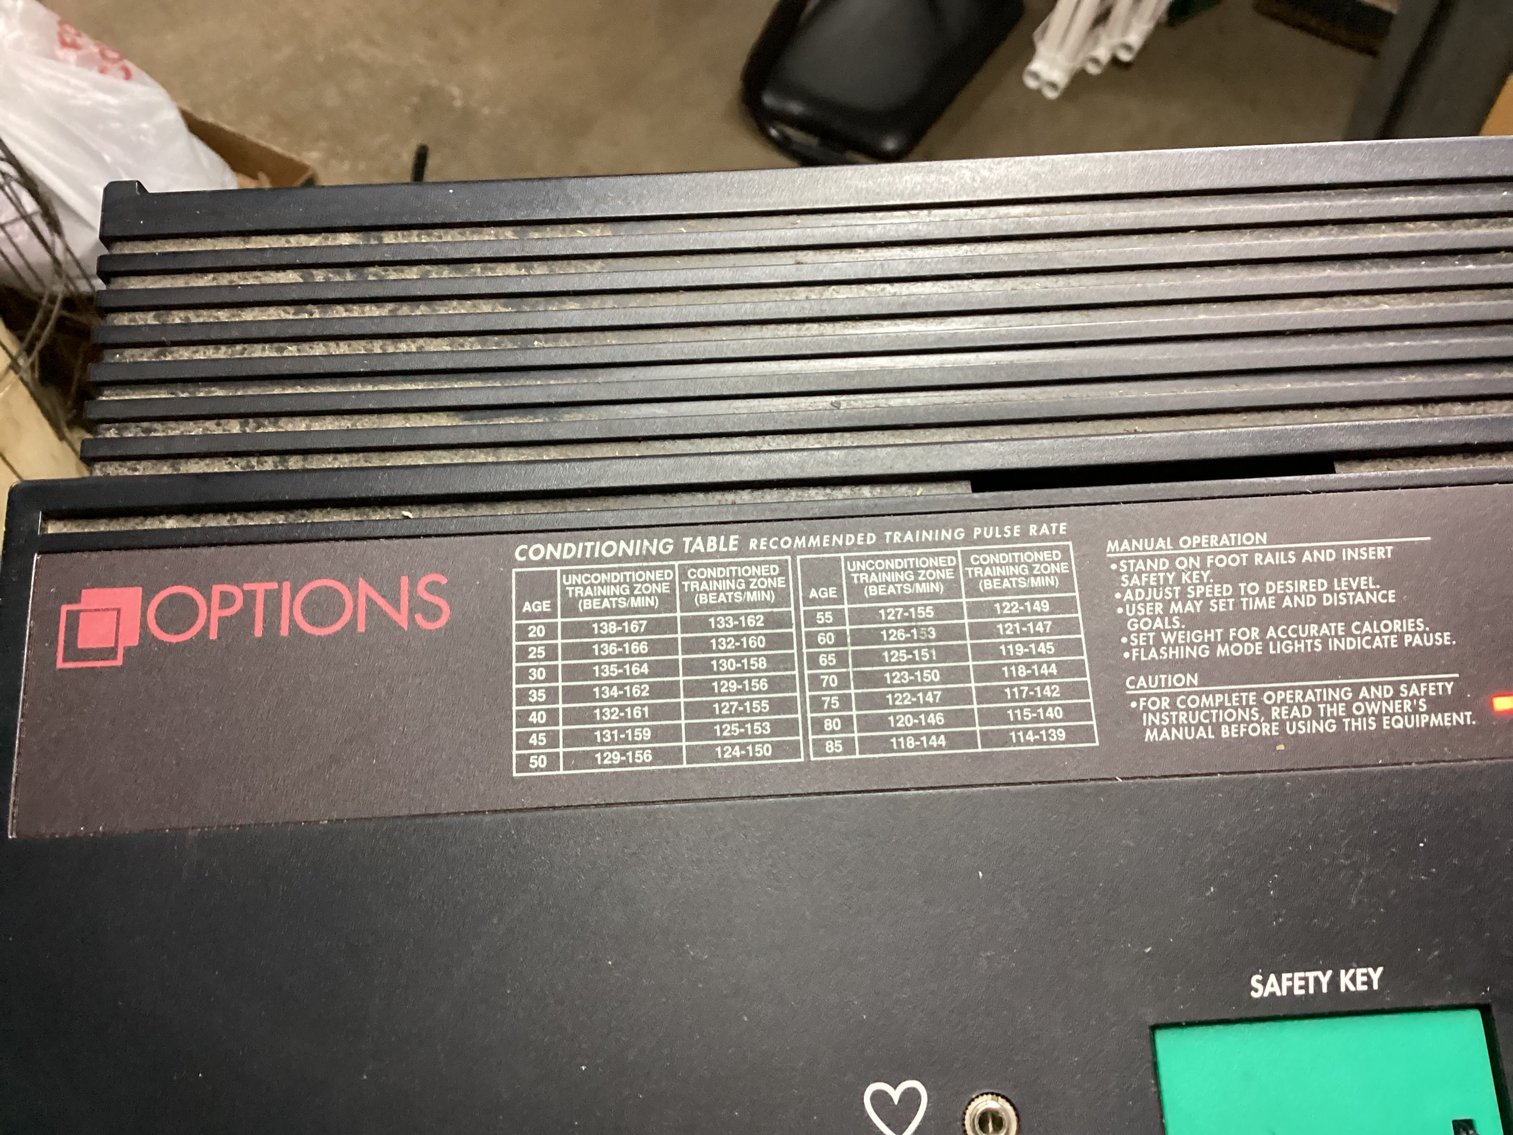 OPTIONS
CONDITIONING TABLE RECOMMENDED TRAINING PULSE RATE
AGE UNCONDITIONED TRAINING ZONE (BEATS/MIN) CONDITIONED TRAINING ZONE (BEATS/MIN)
20 138-167 133-162
25 136-166 132-160
30 135-164 130-158
35 134-162 129-156
40 132-161 127-155
45 131-159 125-153
50 129-156 124-150
AGE UNCONDITIONED TRAINING ZONE (BEATS/MIN) CONDITIONED TRAINING ZONE (BEATS/MIN)
55 127-155 122-149
60 126-153 121-147
65 125-151 119-145
70 123-150 118-144
75 122-147 117-142
80 120-146 115-140
85 118-144 114-139
MANUAL OPERATION
•STAND ON FOOT RAILS AND INSERT
SAFETY KEY.
•ADJUST SPEED TO DESIRED LEVEL.
•USER MAY SET TIME AND DISTANCE
GOALS.
•SET WEIGHT FOR ACCURATE CALORIES.
•FLASHING MODE LIGHTS INDICATE PAUSE.
CAUTION
•FOR COMPLETE OPERATING AND SAFETY
INSTRUCTIONS, READ THE OWNER'S
MANUAL BEFORE USING THIS EQUIPMENT.
SAFETY KEY